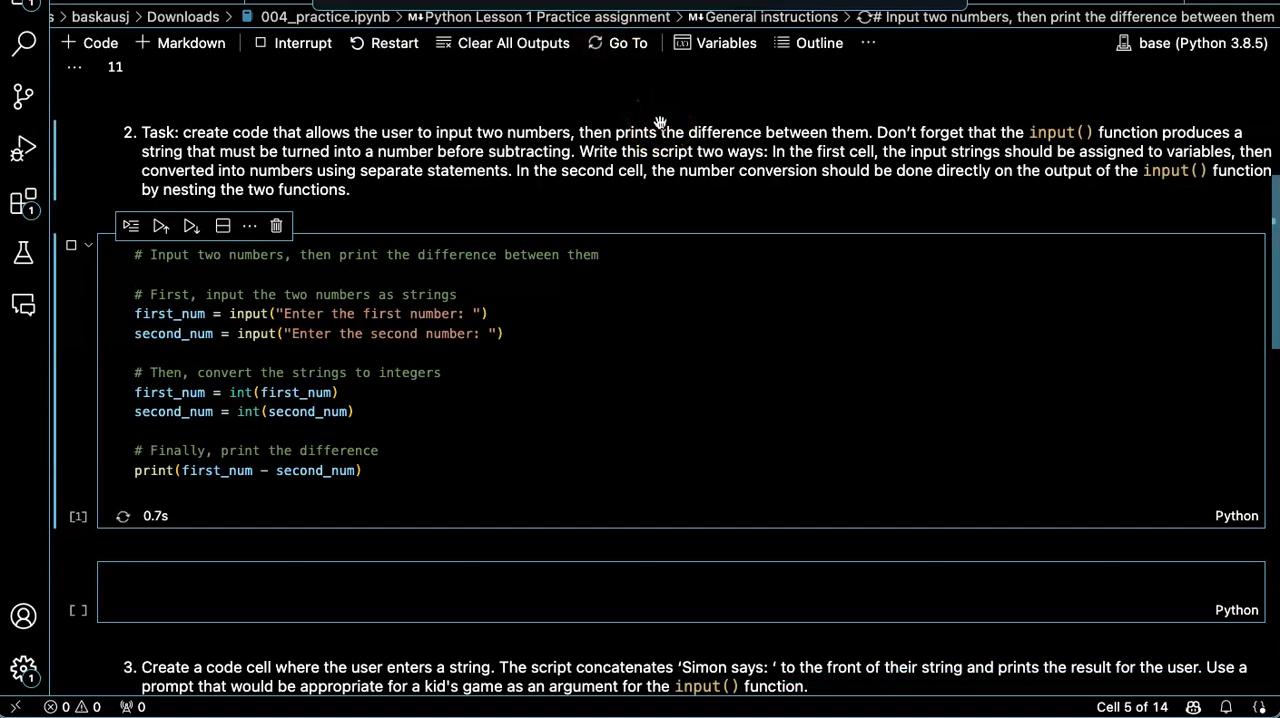 s > baskausj > Downloads > 004_practice.ipynb > M↓Python Lesson 1 Practice assignment > M↓General instructions > # Input two numbers, then print the difference between them
+ Code + Markdown Interrupt Restart Clear All Outputs Go To Variables Outline ··· base (Python 3.8.5)
··· 11
2. Task: create code that allows the user to input two numbers, then prints the difference between them. Don’t forget that the input() function produces a
string that must be turned into a number before subtracting. Write this script two ways: In the first cell, the input strings should be assigned to variables, then
converted into numbers using separate statements. In the second cell, the number conversion should be done directly on the output of the input() function
by nesting the two functions.
# Input two numbers, then print the difference between them
# First, input the two numbers as strings
first_num = input("Enter the first number: ")
second_num = input("Enter the second number: ")
# Then, convert the strings to integers
first_num = int(first_num)
second_num = int(second_num)
# Finally, print the difference
print(first_num - second_num)
[1] 0.7s Python
[ ] Python
3. Create a code cell where the user enters a string. The script concatenates ‘Simon says: ‘ to the front of their string and prints the result for the user. Use a
prompt that would be appropriate for a kid's game as an argument for the input() function.
0 0 0 Cell 5 of 14
1
1